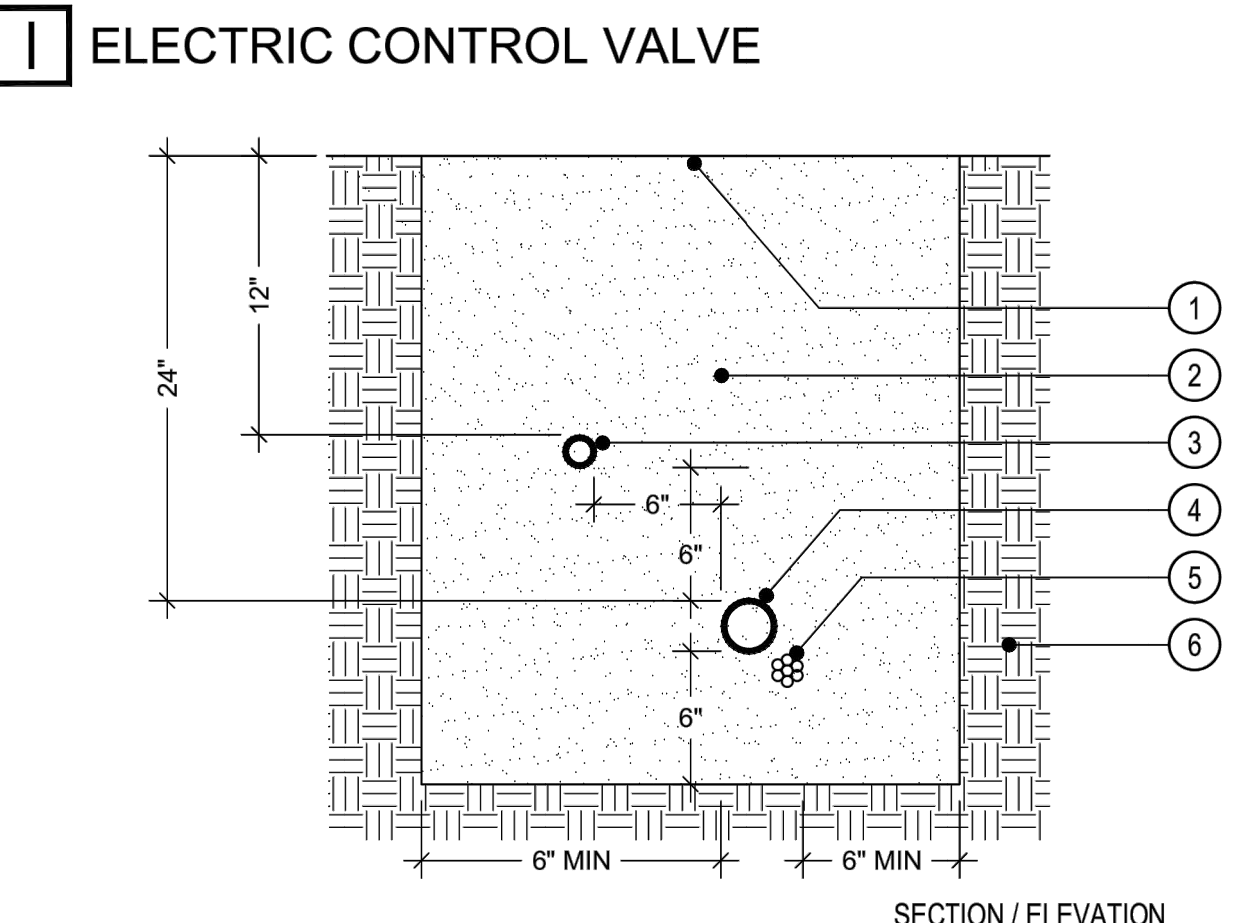 I ELECTRIC CONTROL VALVE
12"
24"
6"
6"
6"
6" MIN
6" MIN
1
2
3
4
5
6
SECTION / ELEVATION